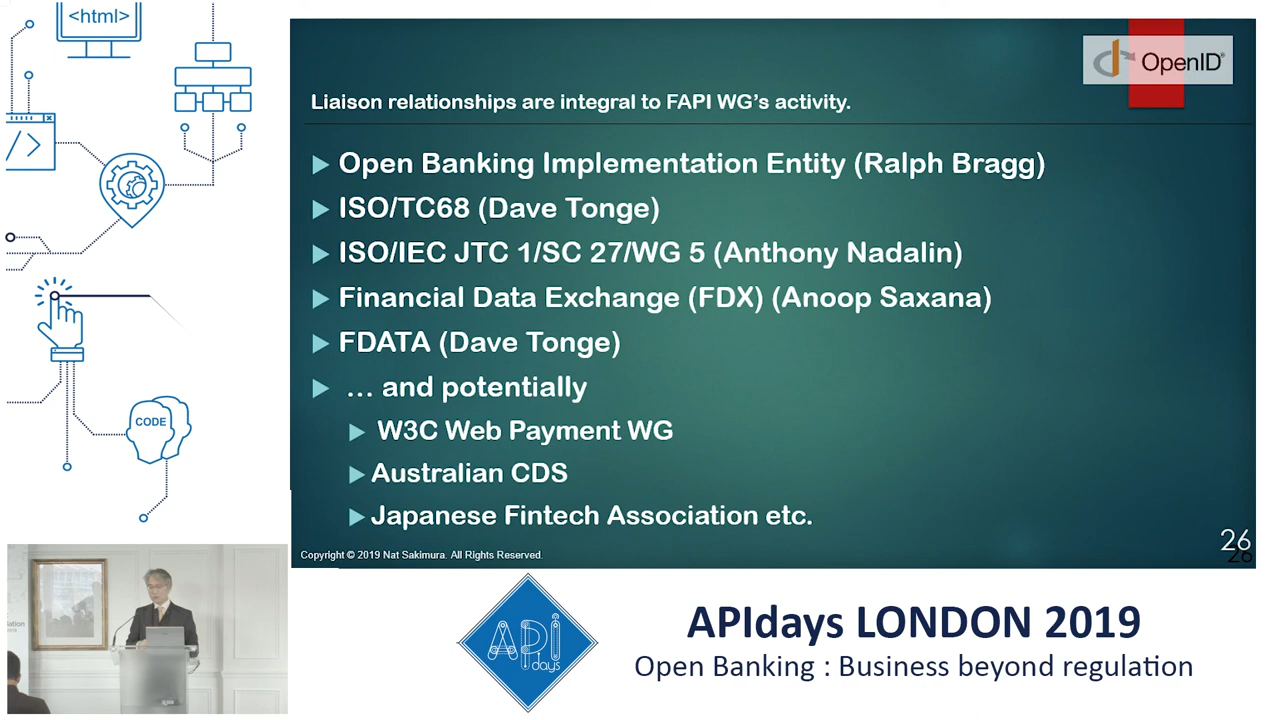 <html>
/>
CODE
OpenID®
Liaison relationships are integral to FAPI WG's activity.
Open Banking Implementation Entity (Ralph Bragg)
ISO/TC68 (Dave Tonge)
ISO/IEC JTC 1/SC 27/WG 5 (Anthony Nadalin)
Financial Data Exchange (FDX) (Anoop Saxana)
FDATA (Dave Tonge)
... and potentially
W3C Web Payment WG
Australian CDS
Japanese Fintech Association etc.
Copyright © 2019 Nat Sakimura. All Rights Reserved.
26
26
API
days
APIdays LONDON 2019
Open Banking : Business beyond regulation